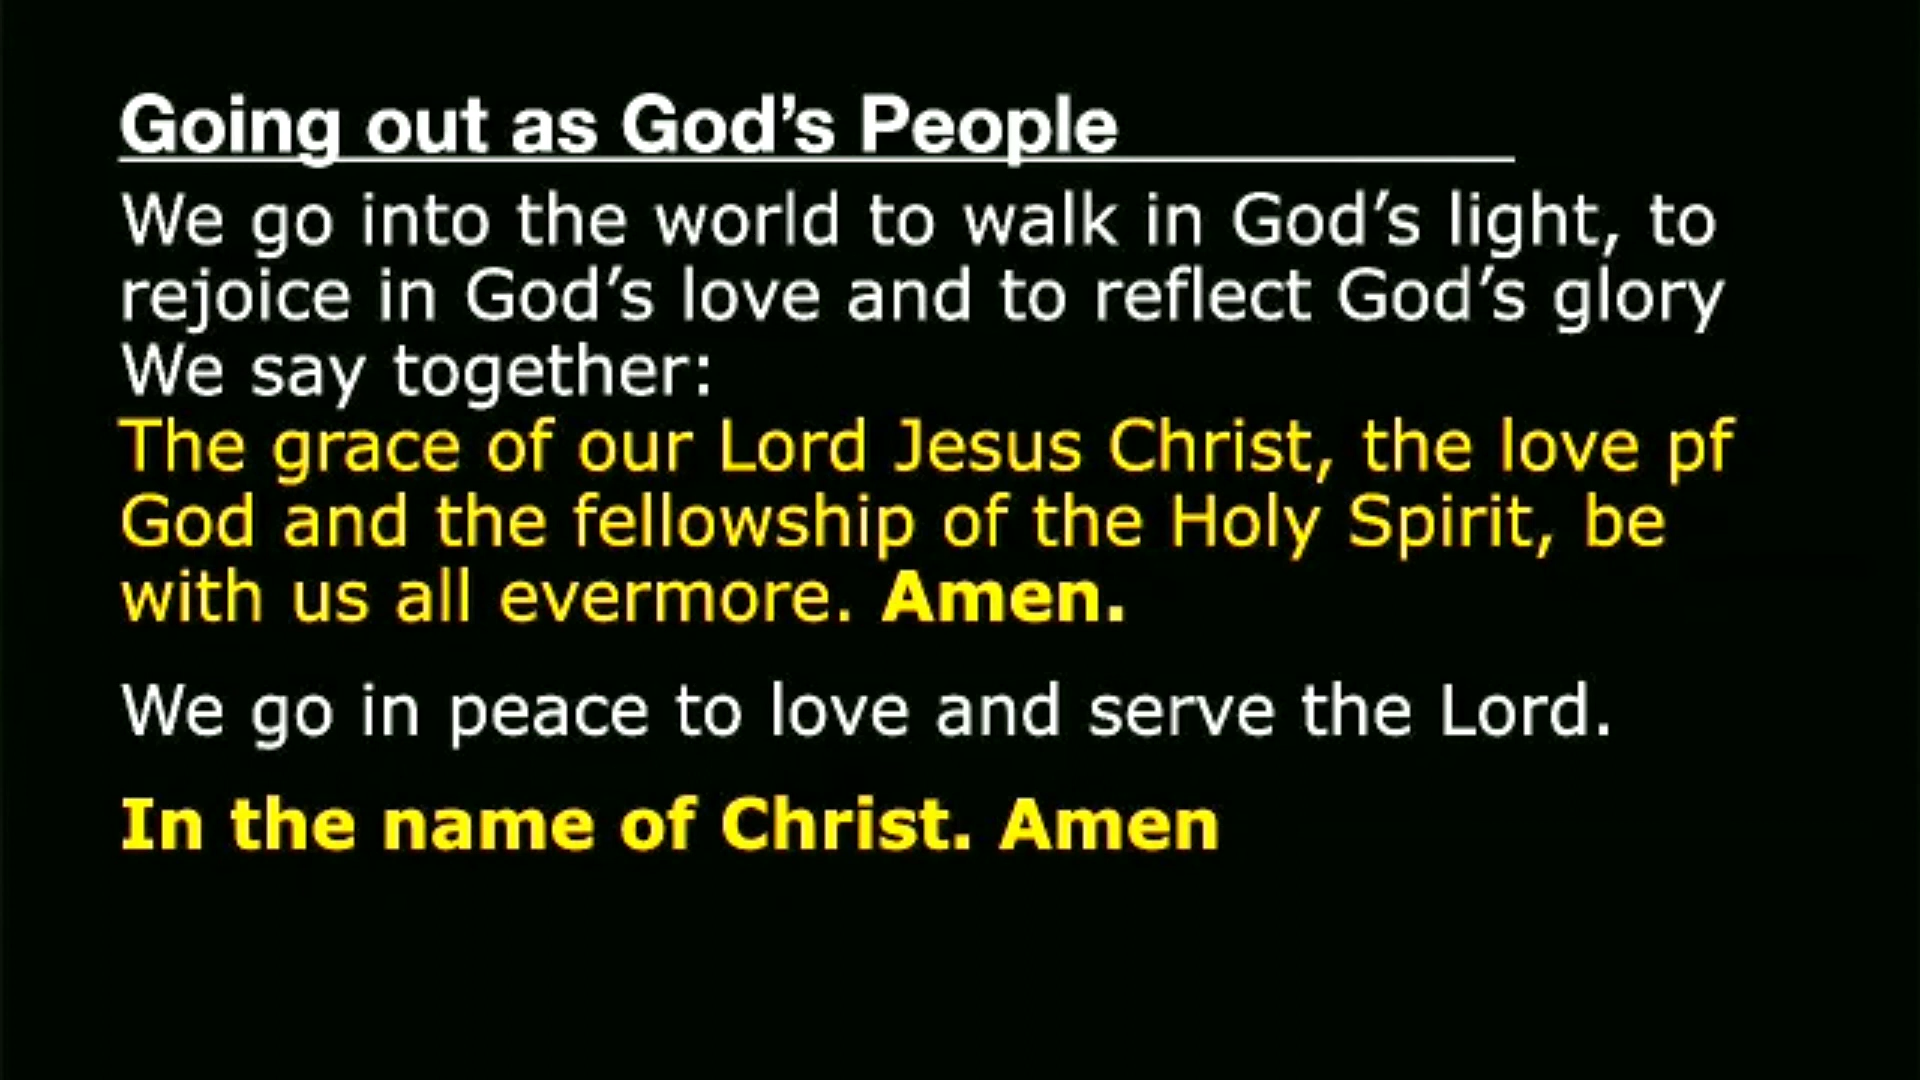 Going out as God’s People
We go into the world to walk in God’s light, to
rejoice in God’s love and to reflect God’s glory
We say together:
The grace of our Lord Jesus Christ, the love pf
God and the fellowship of the Holy Spirit, be
with us all evermore. Amen.
We go in peace to love and serve the Lord.
In the name of Christ. Amen